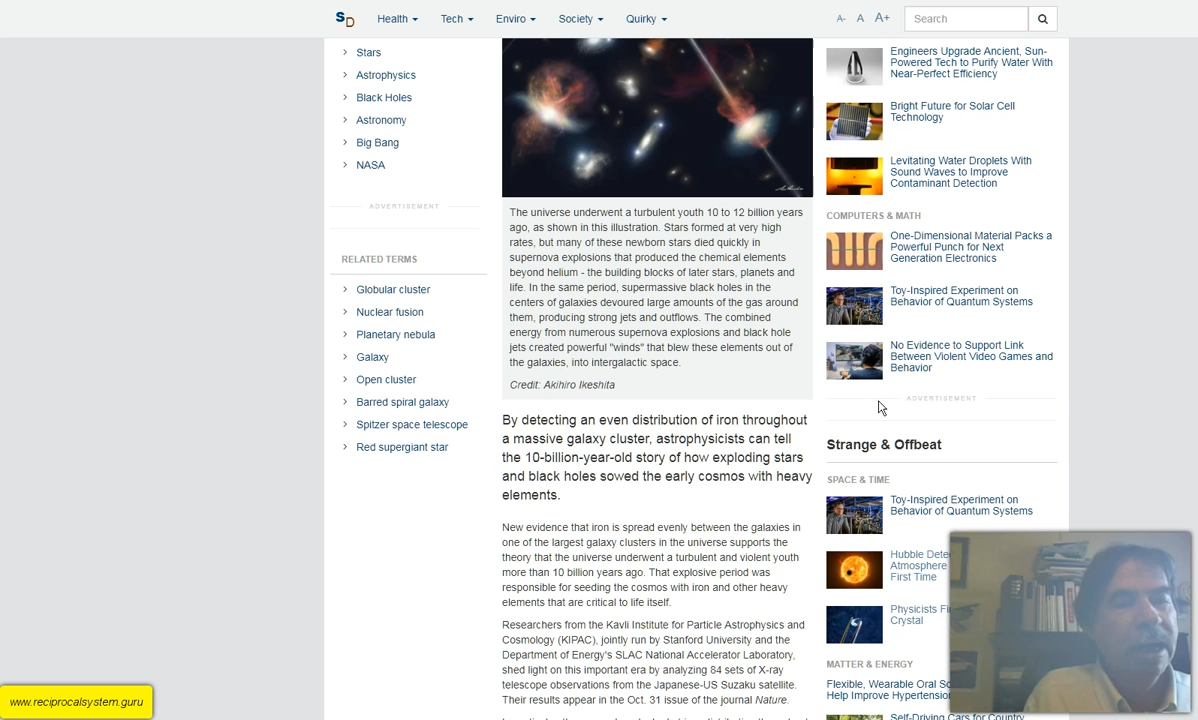 SD
Health
Tech
Enviro
Society
Quirky
A-
A
A+
Search
Stars
Astrophysics
Black Holes
Astronomy
Big Bang
NASA
ADVERTISEMENT
RELATED TERMS
Globular cluster
Nuclear fusion
Planetary nebula
Galaxy
Open cluster
Barred spiral galaxy
Spitzer space telescope
Red supergiant star
The universe underwent a turbulent youth 10 to 12 billion years
ago, as shown in this illustration. Stars formed at very high
rates, but many of these newborn stars died quickly in
supernova explosions that produced the chemical elements
beyond helium - the building blocks of later stars, planets and
life. In the same period, supermassive black holes in the
centers of galaxies devoured large amounts of the gas around
them, producing strong jets and outflows. The combined
energy from numerous supernova explosions and black hole
jets created powerful "winds" that blew these elements out of
the galaxies, into intergalactic space.
Credit: Akihiro Ikeshita
By detecting an even distribution of iron throughout
a massive galaxy cluster, astrophysicists can tell
the 10-billion-year-old story of how exploding stars
and black holes sowed the early cosmos with heavy
elements.
New evidence that iron is spread evenly between the galaxies in
one of the largest galaxy clusters in the universe supports the
theory that the universe underwent a turbulent and violent youth
more than 10 billion years ago. That explosive period was
responsible for seeding the cosmos with iron and other heavy
elements that are critical to life itself.
Researchers from the Kavli Institute for Particle Astrophysics and
Cosmology (KIPAC), jointly run by Stanford University and the
Department of Energy's SLAC National Accelerator Laboratory,
shed light on this important era by analyzing 84 sets of X-ray
telescope observations from the Japanese-US Suzaku satellite.
Their results appear in the Oct. 31 issue of the journal Nature.
Engineers Upgrade Ancient, Sun-
Powered Tech to Purify Water With
Near-Perfect Efficiency
Bright Future for Solar Cell
Technology
Levitating Water Droplets With
Sound Waves to Improve
Contaminant Detection
COMPUTERS & MATH
One-Dimensional Material Packs a
Powerful Punch for Next
Generation Electronics
Toy-Inspired Experiment on
Behavior of Quantum Systems
No Evidence to Support Link
Between Violent Video Games and
Behavior
ADVERTISEMENT
Strange & Offbeat
SPACE & TIME
Toy-Inspired Experiment on
Behavior of Quantum Systems
Hubble Dete
Atmosphere
First Time
Physicists Fi
Crystal
MATTER & ENERGY
Flexible, Wearable Oral So
Help Improve Hypertensio
Self-Driving Cars for Country
www.reciprocalsystem.guru